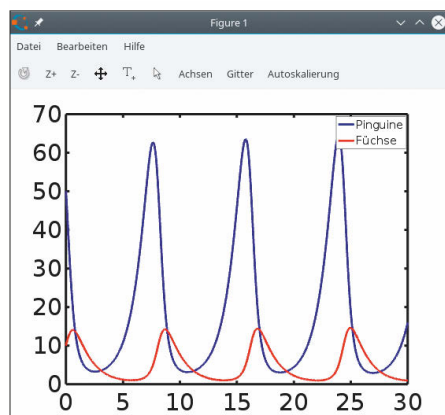 Figure 1
Datei Bearbeiten Hilfe
Z+ Z- T+ Achsen Gitter Autoskalierung
70
60
50
40
30
20
10
0
Pinguine
Füchse
0 5 10 15 20 25 30